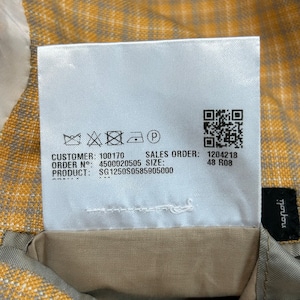 CUSTOMER: 100170 SALES ORDER: 1204218
ORDER Nº: 4500020505 SIZE: 48 R08
PRODUCT: SG1250S0585905000